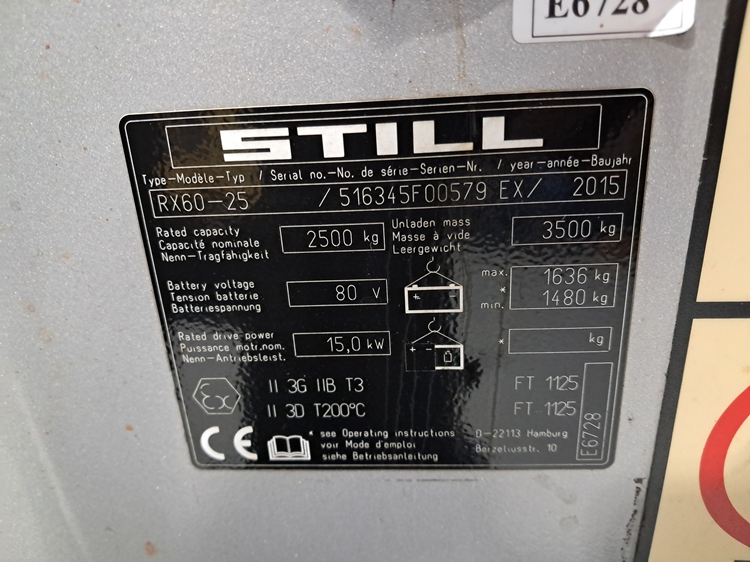 E6728
STILL
Type-Modèle-Typ / Serial no.-No. de série-Serien-Nr. / year-année-Baujahr
RX60-25 / 516345F00579 EX/ 2015
Rated capacity
Capacité nominale
Nenn-Tragfähigkeit
2500 kg
Unladen mass
Masse à vide
Leergewicht
3500 kg
Battery voltage
Tension batterie
Batteriespannung
80 V
+ -
max. 1636 kg
*
min. 1480 kg
Rated drive power
Puissance motr.nom.
Nenn-Antriebsleist.
15,0 kW
+ -
* kg
Ex II 3G IIB T3 FT 1125
II 3D T200°C FT 1125
CE
* see Operating instructions
voir Mode d'emploi
siehe Betriebsanleitung
D-22113 Hamburg
Berzeliusstr. 10
E6728